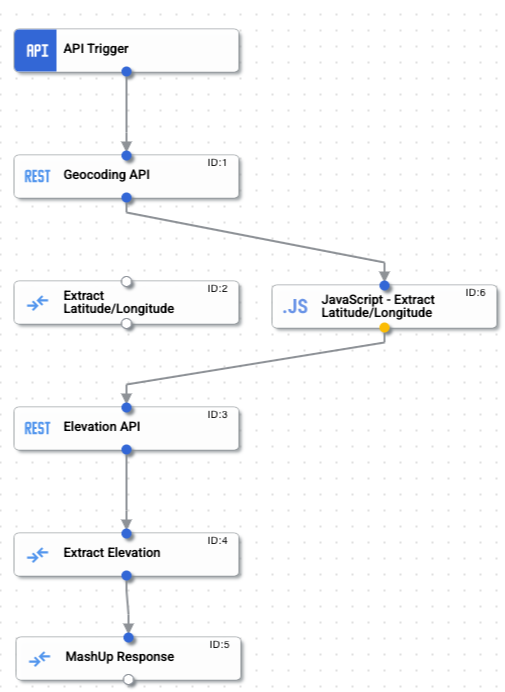 API
API Trigger
ID:1
REST
Geocoding API
ID:2
Extract
Latitude/Longitude
ID:6
.JS
JavaScript - Extract
Latitude/Longitude
ID:3
REST
Elevation API
ID:4
Extract Elevation
ID:5
MashUp Response